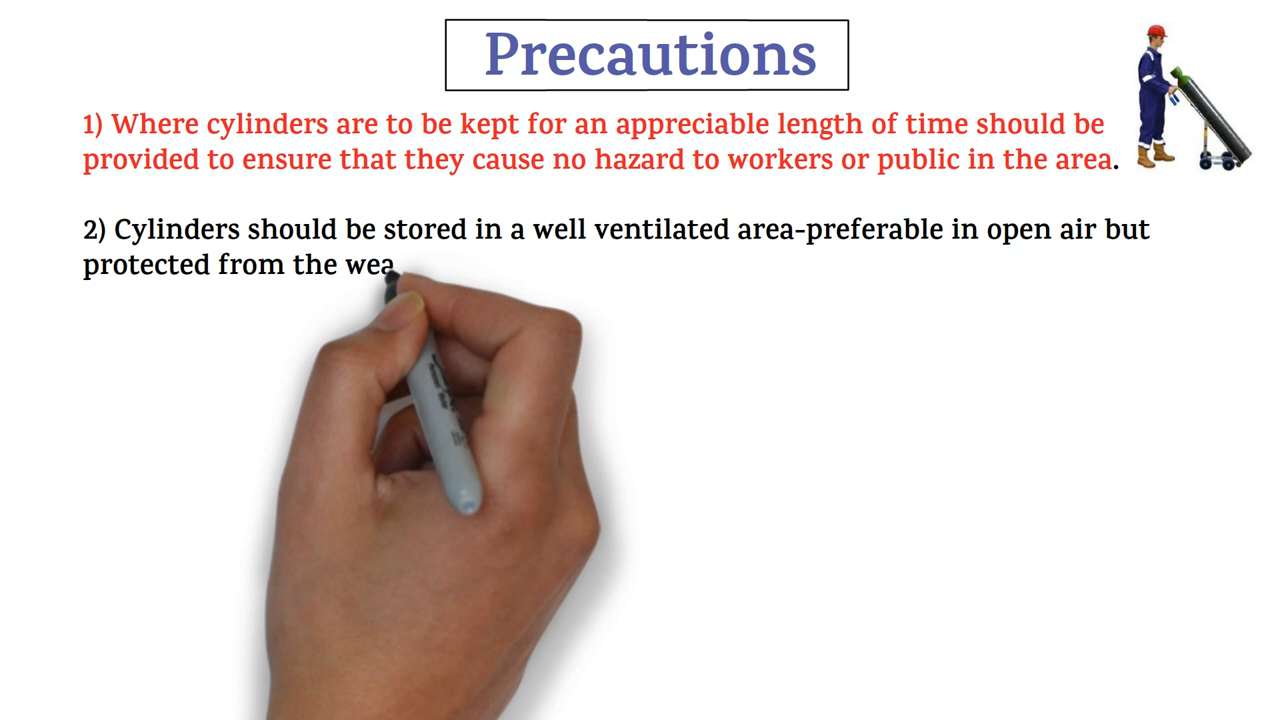 Precautions
1) Where cylinders are to be kept for an appreciable length of time should be
provided to ensure that they cause no hazard to workers or public in the area.
2) Cylinders should be stored in a well ventilated area-preferable in open air but
protected from the wea